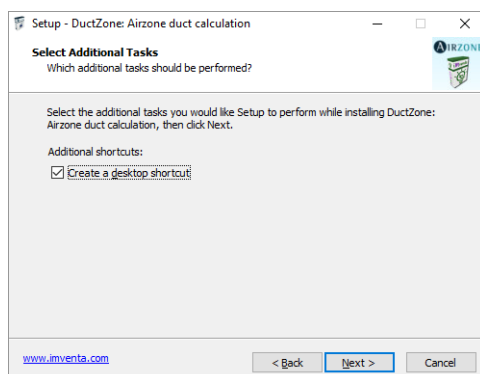 Setup - DuctZone: Airzone duct calculation
Select Additional Tasks
Which additional tasks should be performed?
AIRZONE
Select the additional tasks you would like Setup to perform while installing DuctZone:
Airzone duct calculation, then click Next.
Additional shortcuts:
Create a desktop shortcut
www.imventa.com
< Back
Next >
Cancel